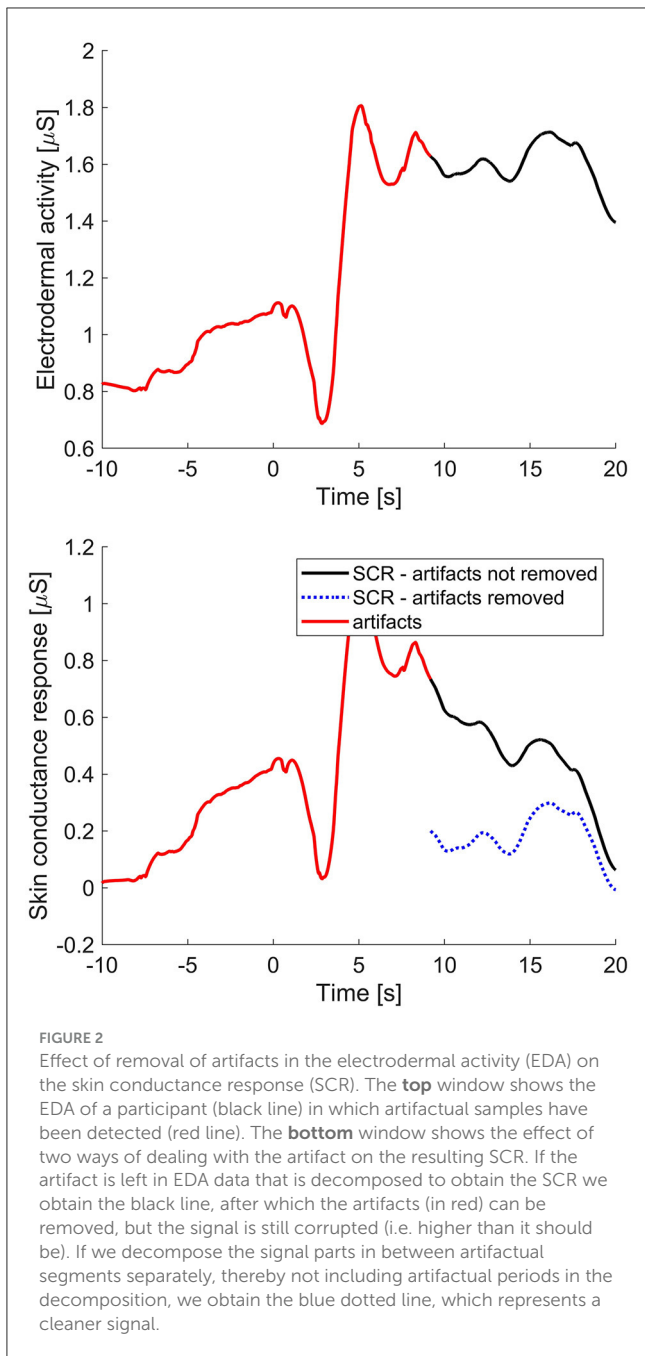 2
1.8
1.6
1.4
1.2
1
0.8
0.6
Electrodermal activity [μS]
-10 -5 0 5 10 15 20
Time [s]
1.2
1
0.8
0.6
0.4
0.2
0
-0.2
Skin conductance response [μS]
SCR - artifacts not removed
SCR - artifacts removed
artifacts
-10 -5 0 5 10 15 20
Time [s]
FIGURE 2
Effect of removal of artifacts in the electrodermal activity (EDA) on
the skin conductance response (SCR). The top window shows the
EDA of a participant (black line) in which artifactual samples have
been detected (red line). The bottom window shows the effect of
two ways of dealing with the artifact on the resulting SCR. If the
artifact is left in EDA data that is decomposed to obtain the SCR we
obtain the black line, after which the artifacts (in red) can be
removed, but the signal is still corrupted (i.e. higher than it should
be). If we decompose the signal parts in between artifactual
segments separately, thereby not including artifactual periods in the
decomposition, we obtain the blue dotted line, which represents a
cleaner signal.